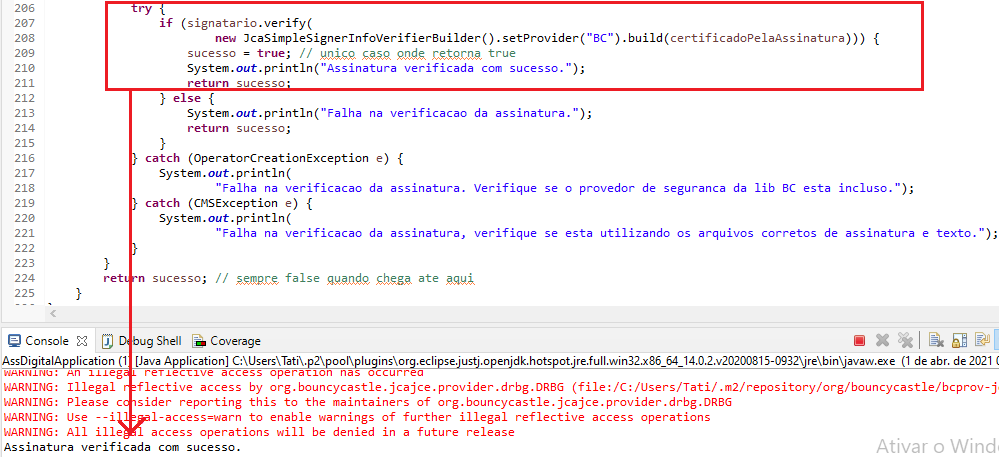 206 try {
207 if (signatario.verify(
208 new JcaSimpleSignerInfoVerifierBuilder().setProvider("BC").build(certificadoPelaAssinatura))) {
209 sucesso = true; // unico caso onde retorna true
210 System.out.println("Assinatura verificada com sucesso.");
211 return sucesso;
212 } else {
213 System.out.println("Falha na verificacao da assinatura.");
214 return sucesso;
215 }
216 } catch (OperatorCreationException e) {
217 System.out.println(
218 "Falha na verificacao da assinatura. Verifique se o provedor de seguranca da lib BC esta incluso.");
219 } catch (CMSException e) {
220 System.out.println(
221 "Falha na verificacao da assinatura, verifique se esta utilizando os arquivos corretos de assinatura e texto.");
222 }
223 }
224 return sucesso; // sempre false quando chega ate aqui
225 }
Console Debug Shell Coverage
AssDigitalApplication (1) [Java Application] C:\Users\Tati\.p2\pool\plugins\org.eclipse.justj.openjdk.hotspot.jre.full.win32.x86_64_14.0.2.v20200815-0932\jre\bin\javaw.exe (1 de abr. de 2021 0
WARNING: An illegal reflective access operation has occurred
WARNING: Illegal reflective access by org.bouncycastle.jcajce.provider.drbg.DRBG (file:/C:/Users/Tati/.m2/repository/org/bouncycastle/bcprov-j
WARNING: Please consider reporting this to the maintainers of org.bouncycastle.jcajce.provider.drbg.DRBG
WARNING: Use --illegal-access=warn to enable warnings of further illegal reflective access operations
WARNING: All illegal access operations will be denied in a future release
Assinatura verificada com sucesso.
Ativar o Wind